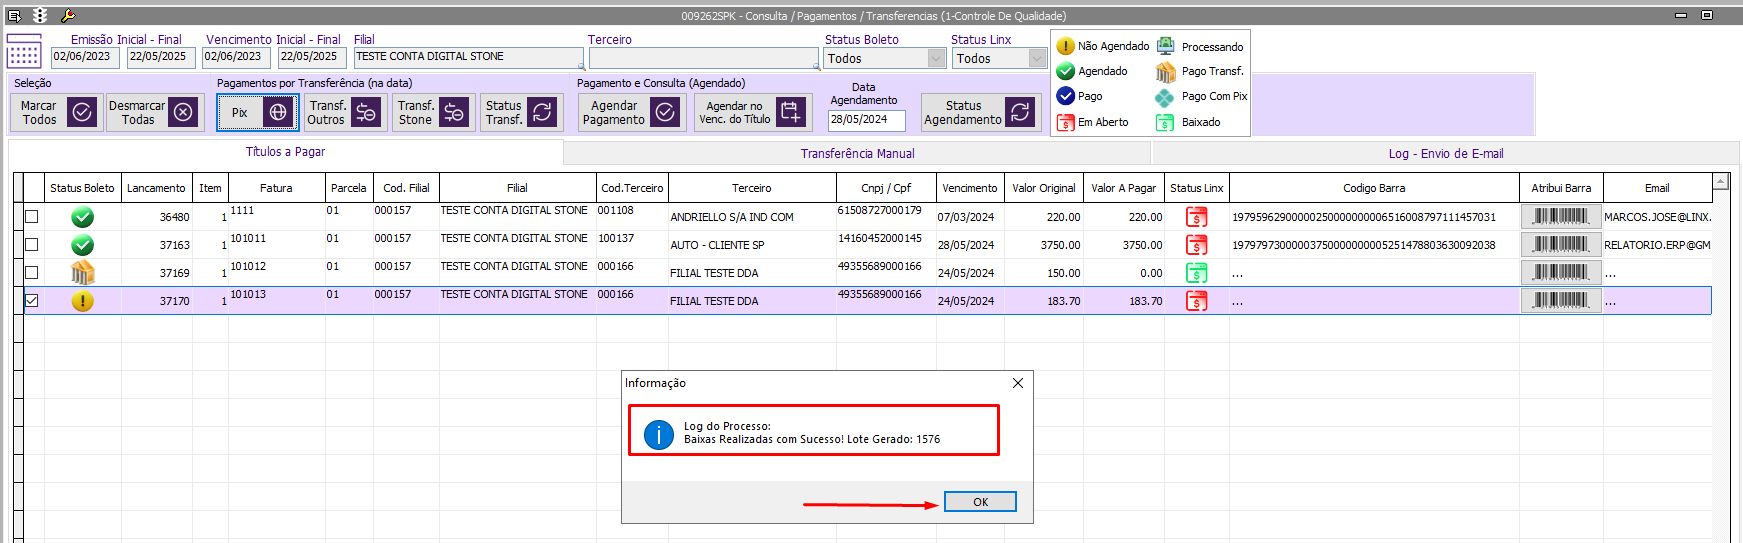 009262SPK - Consulta / Pagamentos / Transferencias (1-Controle De Qualidade)
Emissão Inicial - Final
Vencimento Inicial - Final
Filial
Terceiro
Status Boleto
Status Linx
02/06/2023
22/05/2025
02/06/2023
22/05/2025
TESTE CONTA DIGITAL STONE
Todos
Todos
Não Agendado
Processando
Agendado
Pago Transf.
Pago
Pago Com Pix
Em Aberto
Baixado
Seleção
Pagamentos por Transferência (na data)
Pagamento e Consulta (Agendado)
Marcar Todos
Desmarcar Todas
Pix
Transf. Outros
Transf. Stone
Status Transf.
Agendar Pagamento
Agendar no Venc. do Título
Data Agendamento
28/05/2024
Status Agendamento
Títulos a Pagar
Transferência Manual
Log - Envio de E-mail
Status Boleto Lancamento Item Fatura Parcela Cod. Filial Filial Cod.Terceiro Terceiro Cnpj / Cpf Vencimento Valor Original Valor A Pagar Status Linx Codigo Barra Atribui Barra Email
36480 1 1111 01 000157 TESTE CONTA DIGITAL STONE 001108 ANDRIELLO S/A IND COM 61508727000179 07/03/2024 220.00 220.00 19795962900000250000000006516008797111457031 MARCOS.JOSE@LINX.
37163 1 101011 01 000157 TESTE CONTA DIGITAL STONE 100137 AUTO - CLIENTE SP 14160452000145 28/05/2024 3750.00 3750.00 19797973000003750000000005251478803630092038 RELATORIO.ERP@GM
37169 1 101012 01 000157 TESTE CONTA DIGITAL STONE 000166 FILIAL TESTE DDA 49355689000166 24/05/2024 150.00 0.00 ... ...
37170 1 101013 01 000157 TESTE CONTA DIGITAL STONE 000166 FILIAL TESTE DDA 49355689000166 24/05/2024 183.70 183.70 ... ...
Informação
Log do Processo:
Baixas Realizadas com Sucesso! Lote Gerado: 1576
OK